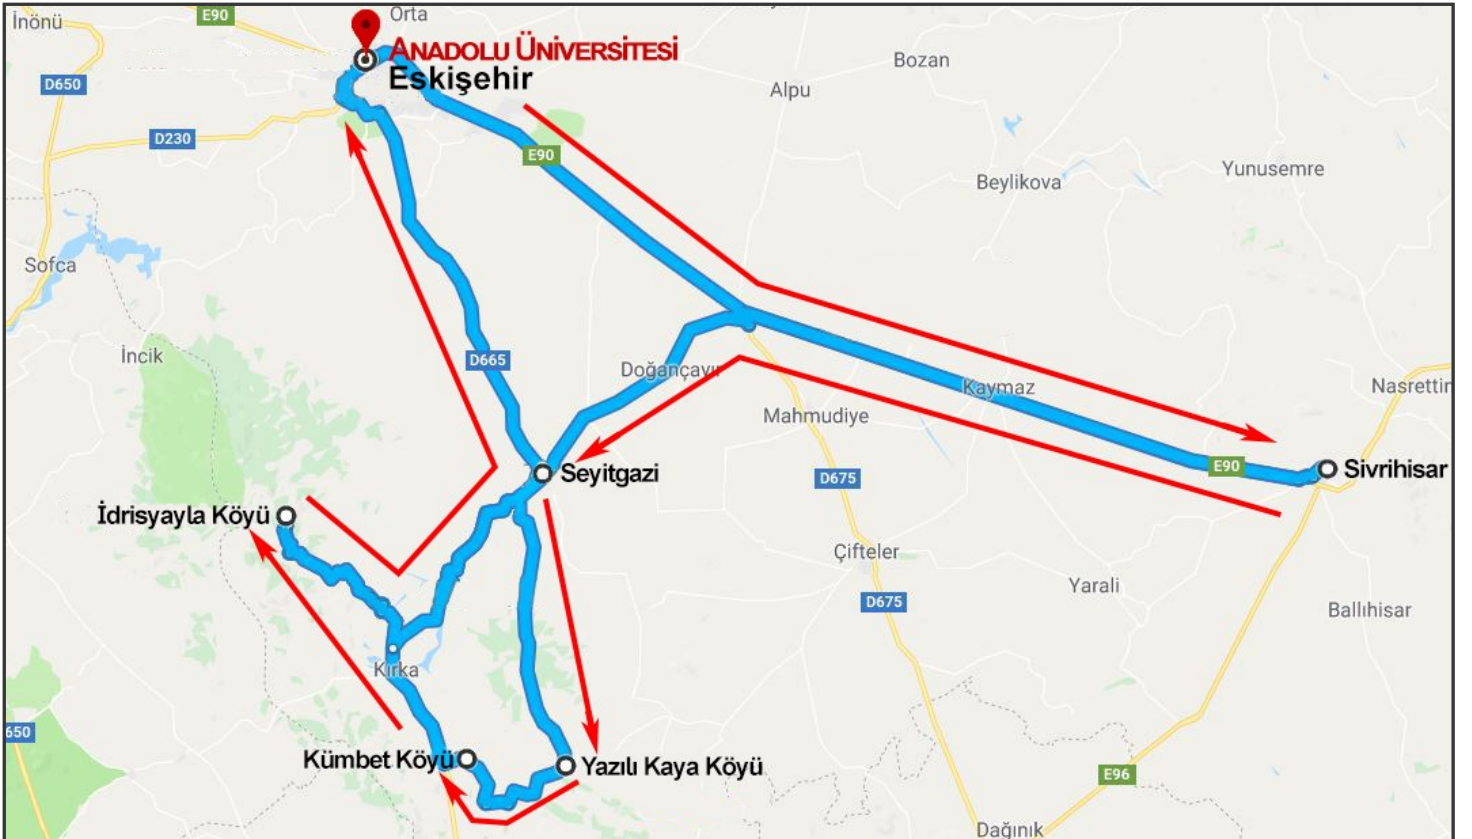 İnönü
E90
Orta
ANADOLU ÜNİVERSİTESİ
Eskişehir
Bozan
D650
Alpu
D230
E90
Beylikova
Yunusemre
Sofca
İncik
D665
Doğançayır
Kaymaz
Nasrettin
Mahmudiye
Seyitgazi
E90
Sivrihisar
D675
İdrisyayla Köyü
Çifteler
Yarali
D675
Ballıhisar
Kırka
650
Kümbet Köyü
Yazılı Kaya Köyü
E96
Dağınık